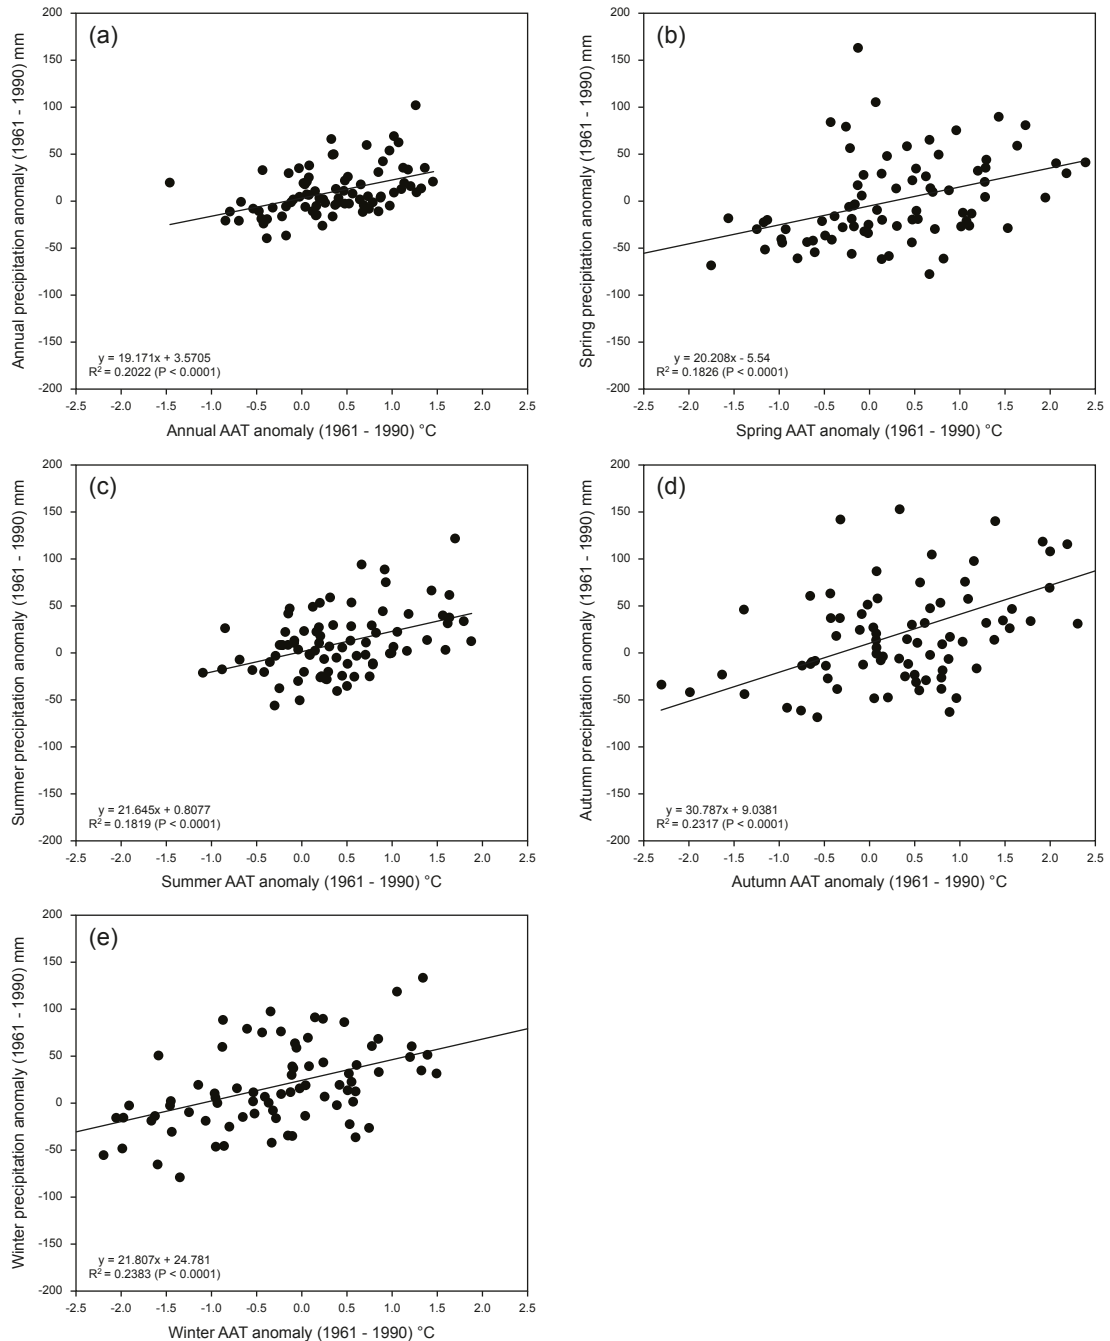 (a)
Annual precipitation anomaly (1961 - 1990) mm
200
150
100
50
0
-50
-100
-150
-200
y = 19.171x + 3.5705
R² = 0.2022 (P < 0.0001)
-2.5 -2.0 -1.5 -1.0 -0.5 0.0 0.5 1.0 1.5 2.0 2.5
Annual AAT anomaly (1961 - 1990) °C
(b)
Spring precipitation anomaly (1961 - 1990) mm
200
150
100
50
0
-50
-100
-150
-200
y = 20.208x - 5.54
R² = 0.1826 (P < 0.0001)
-2.5 -2.0 -1.5 -1.0 -0.5 0.0 0.5 1.0 1.5 2.0 2.5
Spring AAT anomaly (1961 - 1990) °C
(c)
Summer precipitation anomaly (1961 - 1990) mm
200
150
100
50
0
-50
-100
-150
-200
y = 21.645x + 0.8077
R² = 0.1819 (P < 0.0001)
-2.5 -2.0 -1.5 -1.0 -0.5 0.0 0.5 1.0 1.5 2.0 2.0
Summer AAT anomaly (1961 - 1990) °C
(d)
Autumn precipitation anomaly (1961 - 1990) mm
200
150
100
50
0
-50
-100
-150
-200
y = 30.787x + 9.0381
R² = 0.2317 (P < 0.0001)
-2.5 -2.0 -1.5 -1.0 -0.5 0.0 0.5 1.0 1.5 2.0 2.5
Autumn AAT anomaly (1961 - 1990) °C
(e)
Winter precipitation anomaly (1961 - 1990) mm
200
150
100
50
0
-50
-100
-150
-200
y = 21.807x + 24.781
R² = 0.2383 (P < 0.0001)
-2.5 -2.0 -1.5 -1.0 -0.5 0.0 0.5 1.0 1.5 2.0 2.5
Winter AAT anomaly (1961 - 1990) °C